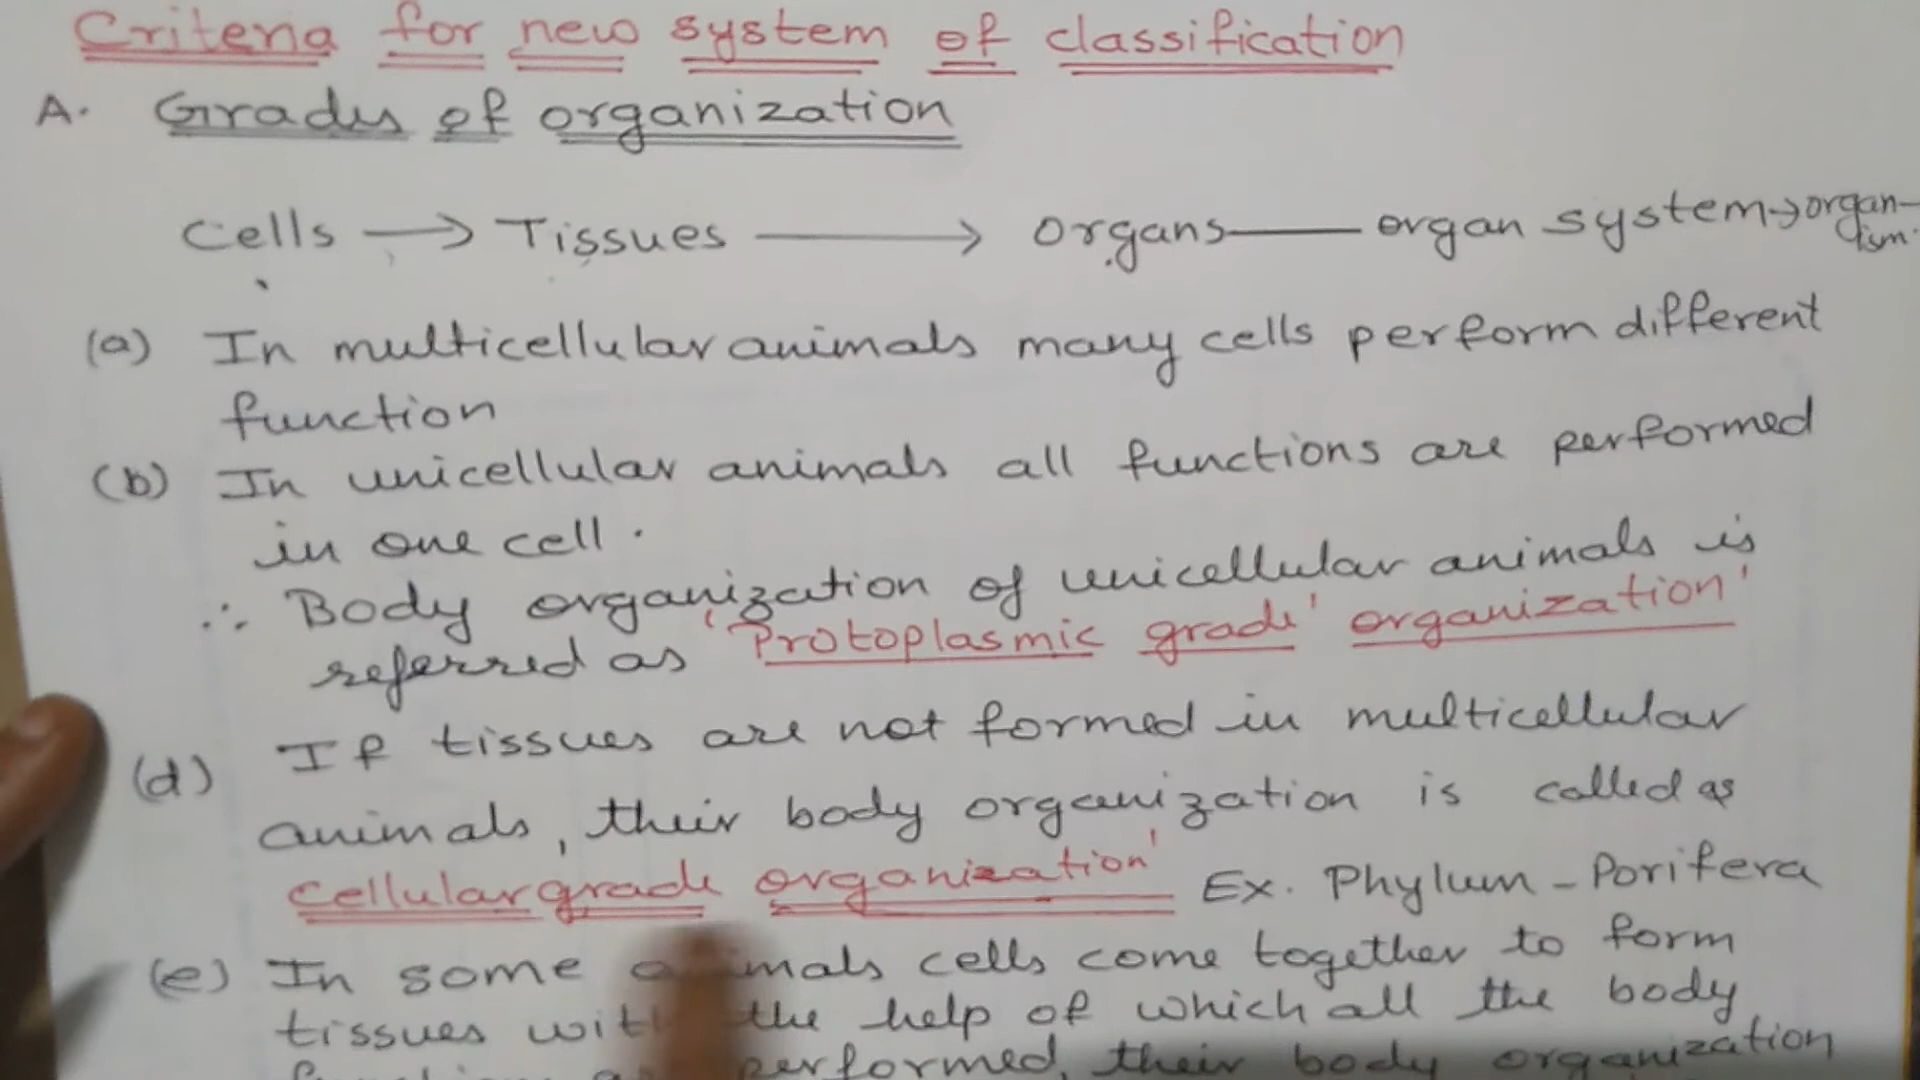 Criteria for new system of classification
A. Grades of organization
Cells → Tissues → Organs — organ system → organ-
ism.
(a) In multicellular animals many cells perform different
function
(b) In unicellular animals all functions are performed
in one cell.
∴ Body organization of unicellular animals is
referred as 'Protoplasmic grade' organization'
(d) If tissues are not formed in multicellular
animals, their body organization is called as
Cellular grade organization' Ex. Phylum - Porifera
(e) In some animals cells come together to form
tissues with the help of which all the body
performed, their body organization